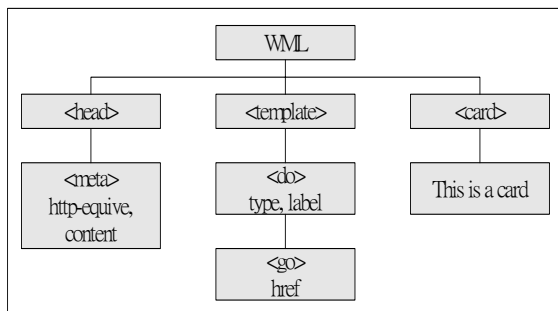 WML
<head>
<template>
<card>
<meta>
http-equive,
content
<do>
type, label
This is a card
<go>
href